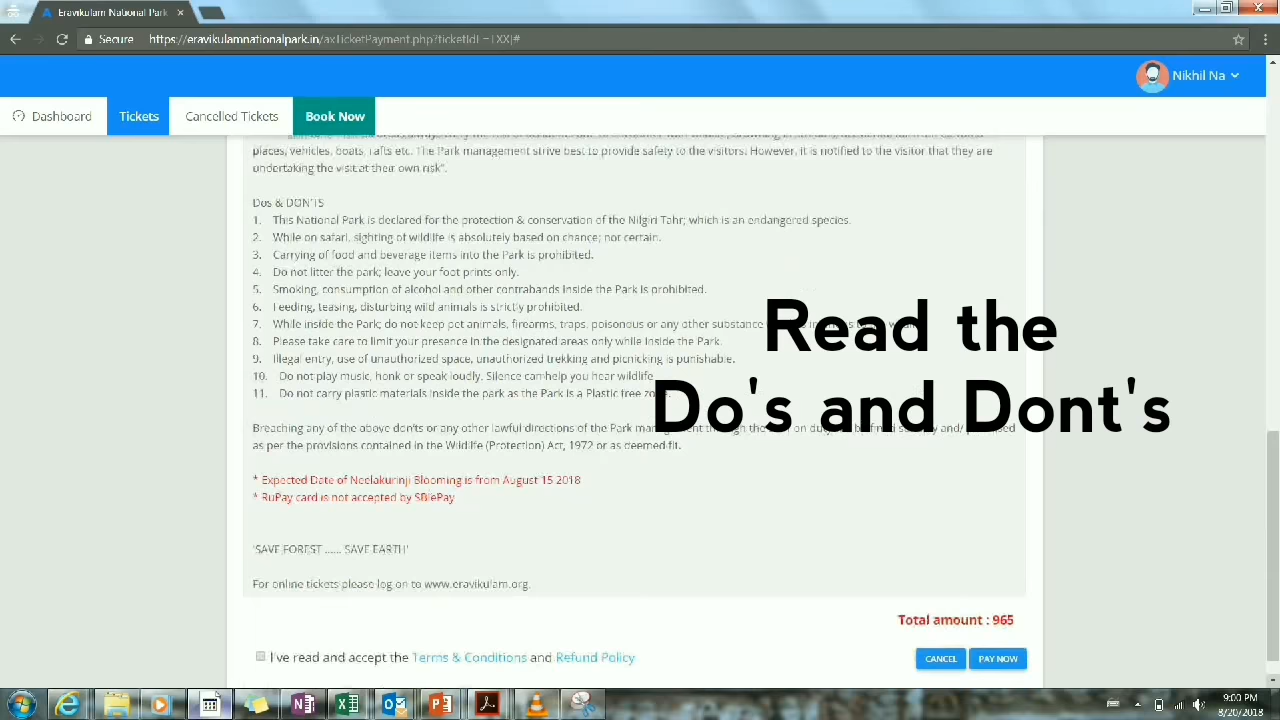 Eravikulam National Park
Secure
https://eravikulamnationalpark.in/axTicketPayment.php?ticketIdE=TXXJ#
Nikhil Na
Dashboard
Tickets
Cancelled Tickets
Book Now
places, vehicles, boats, rafts etc. The Park management strive best to provide safety to the visitors. However, it is notified to the visitor that they are
undertaking the visit at their own risk".
Dos & DON'TS
1. This National Park is declared for the protection & conservation of the Nilgiri Tahr; which is an endangered species.
2. While on safari, sighting of wildlife is absolutely based on chance; not certain.
3. Carrying of food and beverage items into the Park is prohibited.
4. Do not litter the park; leave your foot prints only.
5. Smoking, consumption of alcohol and other contrabands inside the Park is prohibited.
6. Feeding, teasing, disturbing wild animals is strictly prohibited.
7. While inside the Park; do not keep pet animals, firearms, traps, poisonous or any other substance
8. Please take care to limit your presence in the designated areas only while inside the Park.
9. Illegal entry, use of unauthorized space, unauthorized trekking and picnicking is punishable.
10. Do not play music, honk or speak loudly. Silence canhelp you hear wildlife
11. Do not carry plastic materials inside the park as the Park is a Plastic free zone.
Read the
Do's and Dont's
Breaching any of the above don'ts or any other lawful directions of the Park management through the on duty
as per the provisions contained in the Wildlife (Protection) Act, 1972 or as deemed fit.
* Expected Date of Neelakurinji Blooming is from August 15 2018
* RuPay card is not accepted by SBIePay
'SAVE FOREST ...... SAVE EARTH'
For online tickets please log on to www.eravikulam.org.
Total amount : 965
I've read and accept the Terms & Conditions and Refund Policy
CANCEL
PAY NOW
9:00 PM
8/20/2018